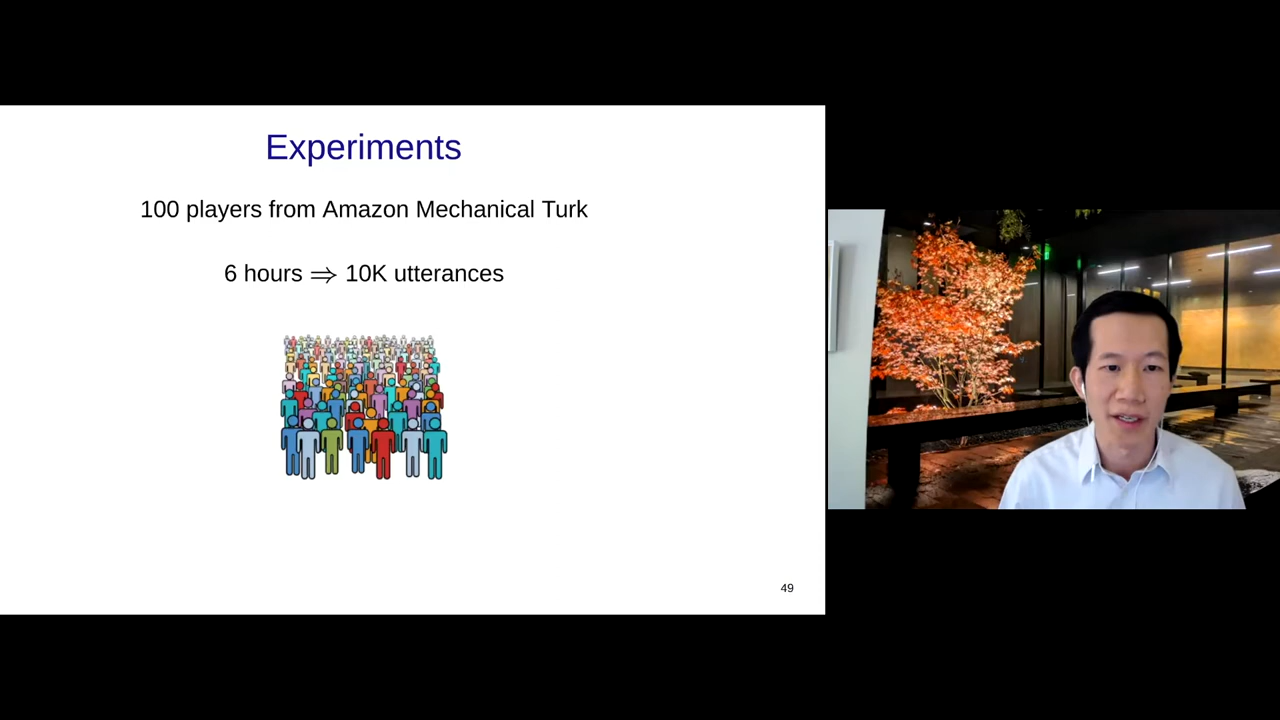 Experiments
100 players from Amazon Mechanical Turk
6 hours ⇒ 10K utterances
49